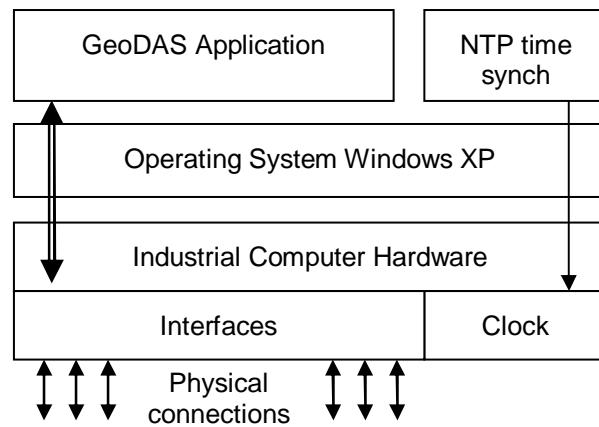 GeoDAS Application
NTP time
synch
Operating System Windows XP
Industrial Computer Hardware
Interfaces
Clock
Physical
connections